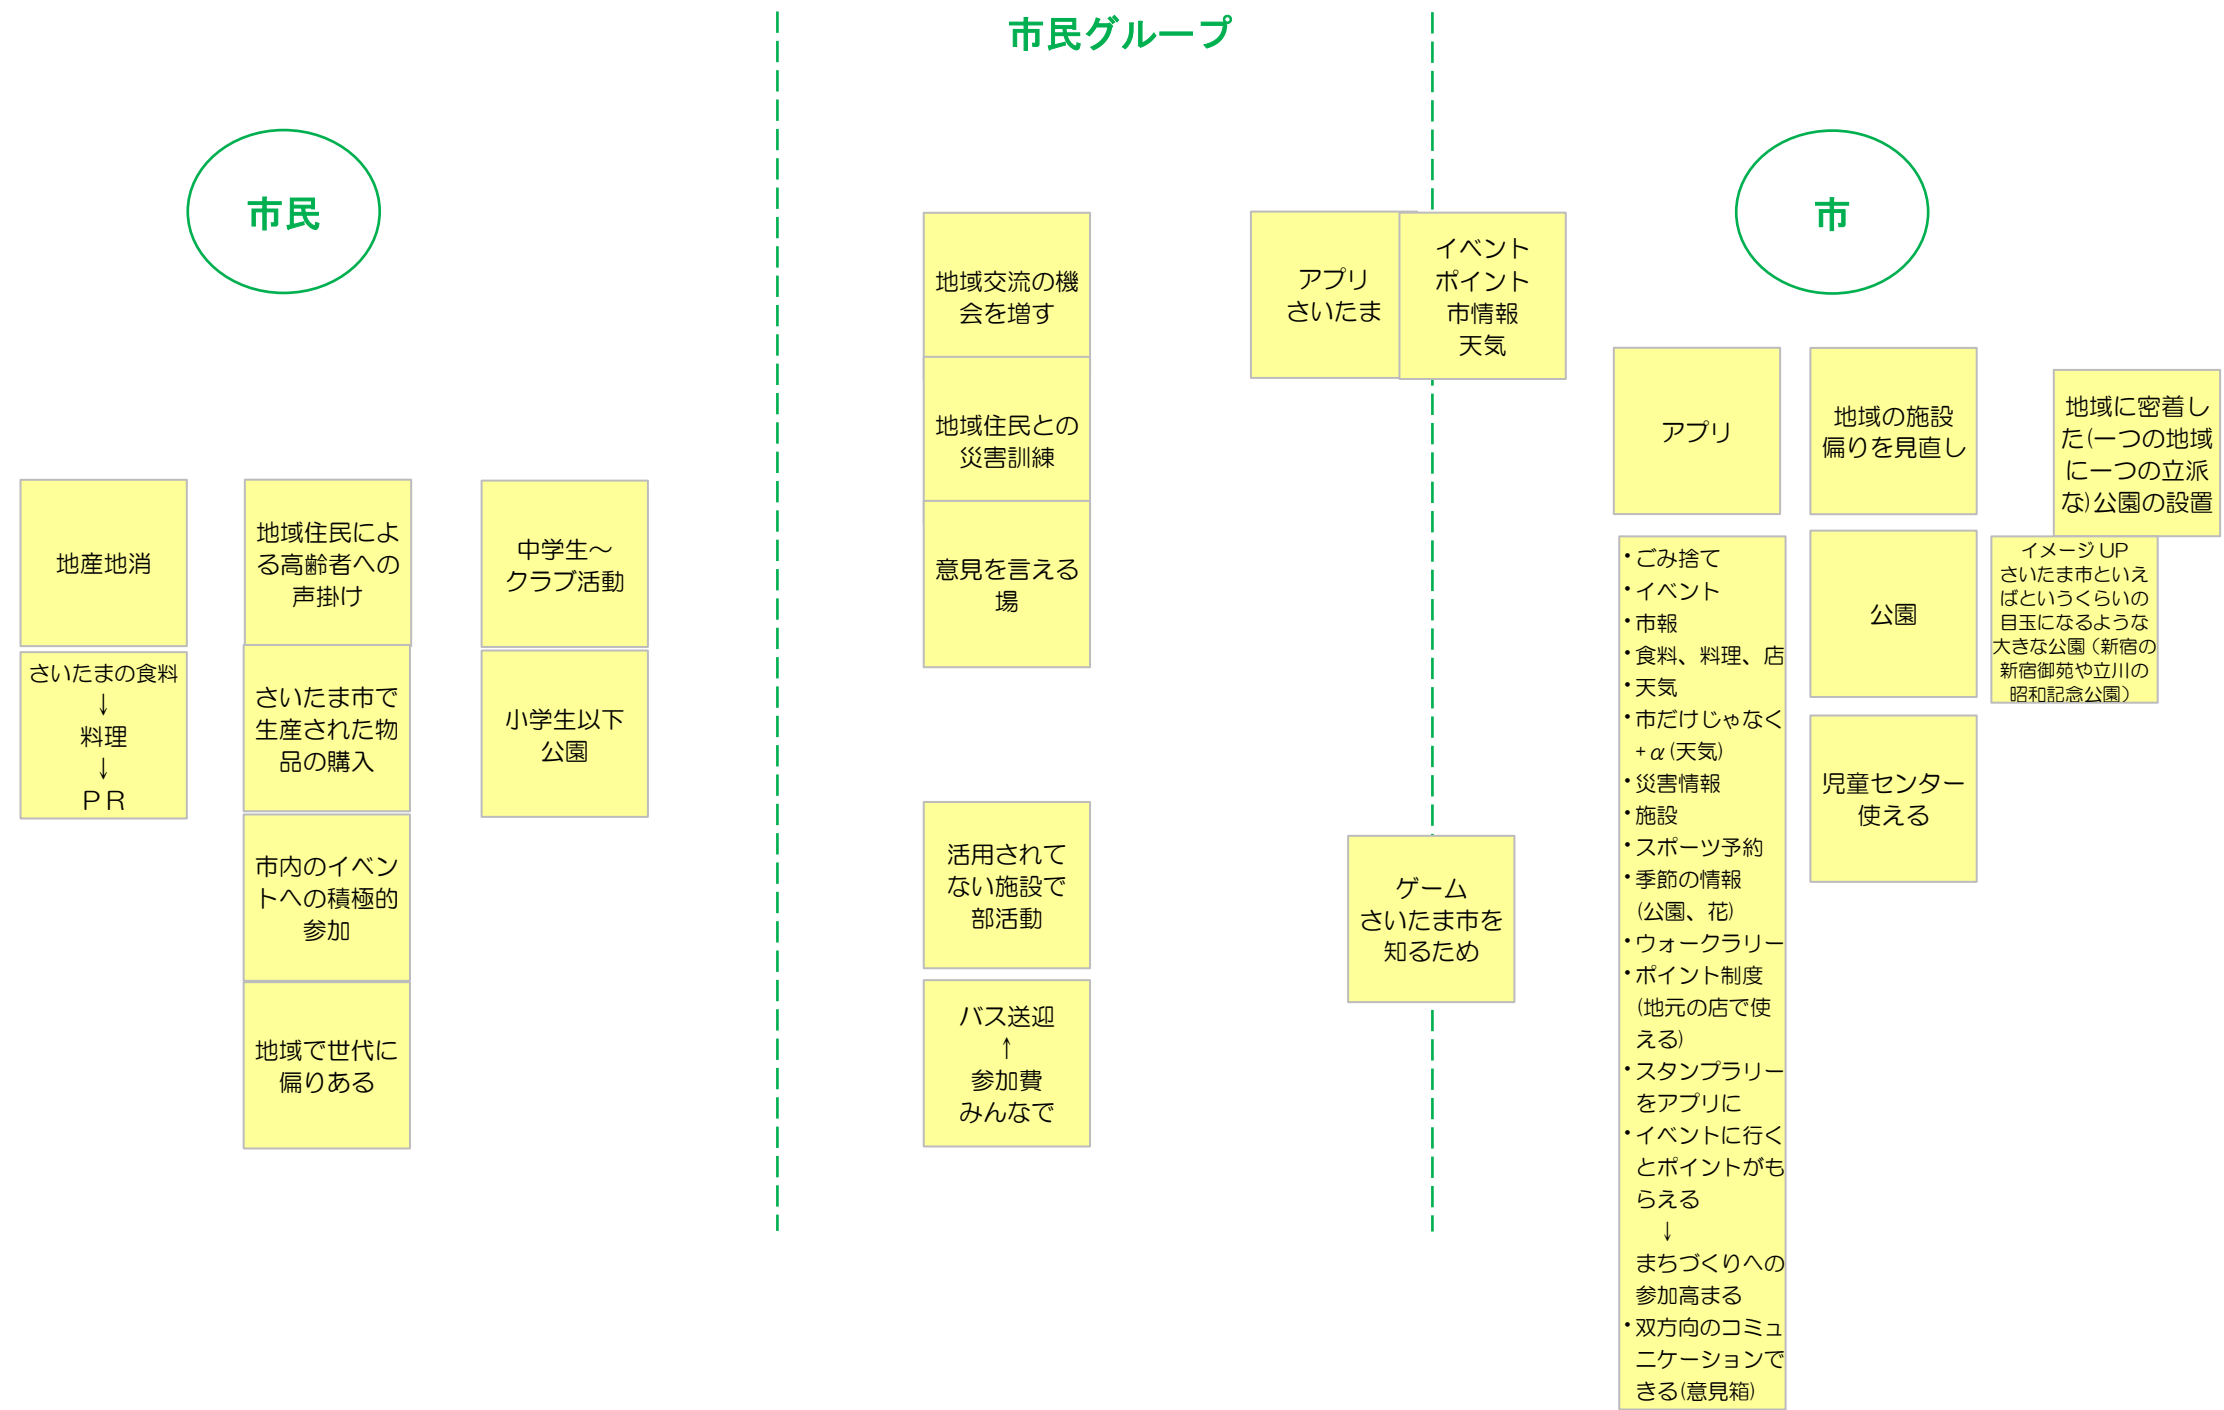 市民グループ
市民
地産地消
さいたまの食料
↓
料理
↓
ＰＲ
地域住民によ
る高齢者への
声掛け
さいたま市で
生産された物
品の購入
市内のイベン
トへの積極的
参加
地域で世代に
偏りある
中学生～
クラブ活動
小学生以下
公園
地域交流の機
会を増す
地域住民との
災害訓練
意見を言える
場
活用されて
ない施設で
部活動
バス送迎
↑
参加費
みんなで
アプリ
さいたま
イベント
ポイント
市情報
天気
ゲーム
さいたま市を
知るため
市
アプリ
・ごみ捨て
・イベント
・市報
・食料、料理、店
・天気
・市だけじゃなく
+α(天気)
・災害情報
・施設
・スポーツ予約
・季節の情報
(公園、花)
・ウォークラリー
・ポイント制度
(地元の店で使
える)
・スタンプラリー
をアプリに
・イベントに行く
とポイントがも
らえる
↓
まちづくりへの
参加高まる
・双方向のコミュ
ニケーションで
きる(意見箱)
地域の施設
偏りを見直し
公園
児童センター
使える
地域に密着し
た(一つの地域
に一つの立派
な)公園の設置
イメージUP
さいたま市といえ
ばというくらいの
目玉になるような
大きな公園（新宿の
新宿御苑や立川の
昭和記念公園）